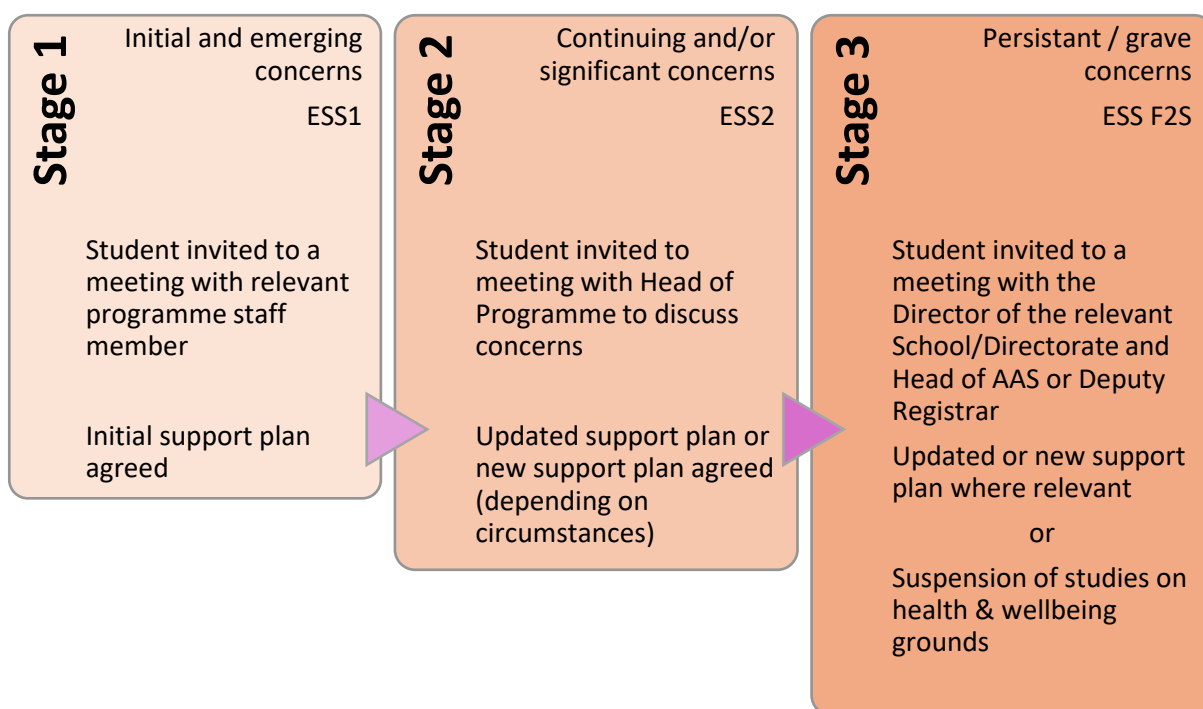 Stage 1
Initial and emerging
concerns
ESS1
Student invited to a
meeting with relevant
programme staff
member
Initial support plan
agreed
Stage 2
Continuing and/or
significant concerns
ESS2
Student invited to
meeting with Head of
Programme to discuss
concerns
Updated support plan or
new support plan agreed
(depending on
circumstances)
Stage 3
Persistant / grave
concerns
ESS F2S
Student invited to a
meeting with the
Director of the relevant
School/Directorate and
Head of AAS or Deputy
Registrar
Updated or new support
plan where relevant
or
Suspension of studies on
health & wellbeing
grounds